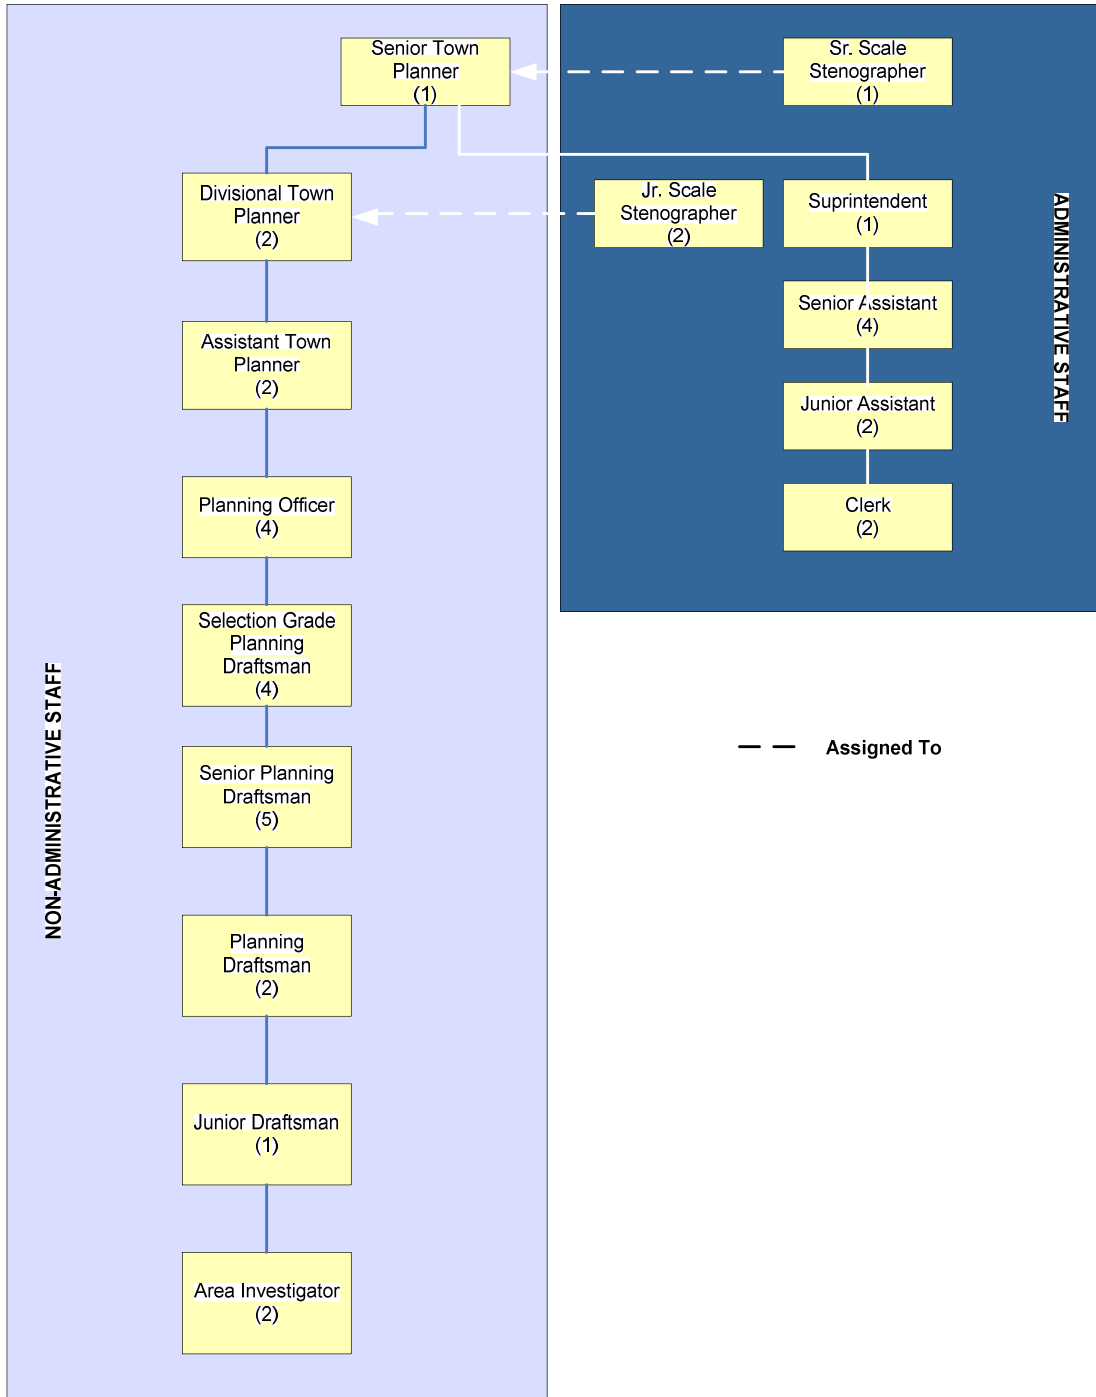 Senior Town
Planner
(1)
Sr. Scale
Stenographer
(1)
Divisional Town
Planner
(2)
Jr. Scale
Stenographer
(2)
Suprintendent
(1)
Senior Assistant
(4)
Assistant Town
Planner
(2)
Junior Assistant
(2)
Planning Officer
(4)
Clerk
(2)
Selection Grade
Planning
Draftsman
(4)
Senior Planning
Draftsman
(5)
Planning
Draftsman
(2)
Junior Draftsman
(1)
Area Investigator
(2)
NON-ADMINISTRATIVE STAFF
ADMINISTRATIVE STAFF
Assigned To